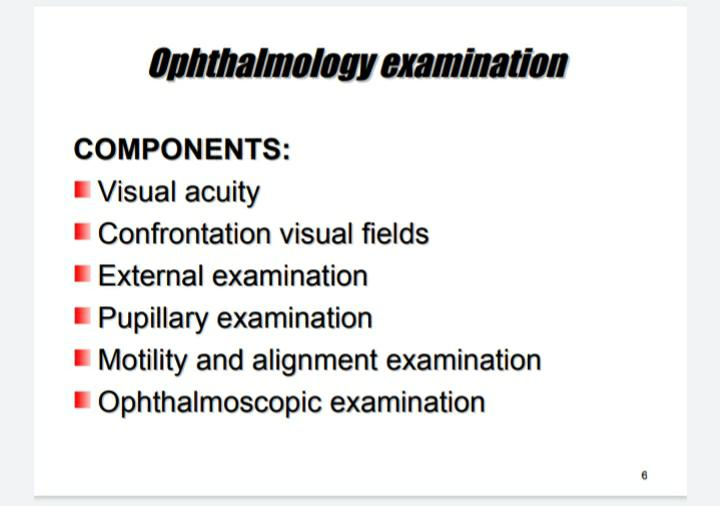 Ophthalmology examination
COMPONENTS:
Visual acuity
Confrontation visual fields
External examination
Pupillary examination
Motility and alignment examination
Ophthalmoscopic examination
6